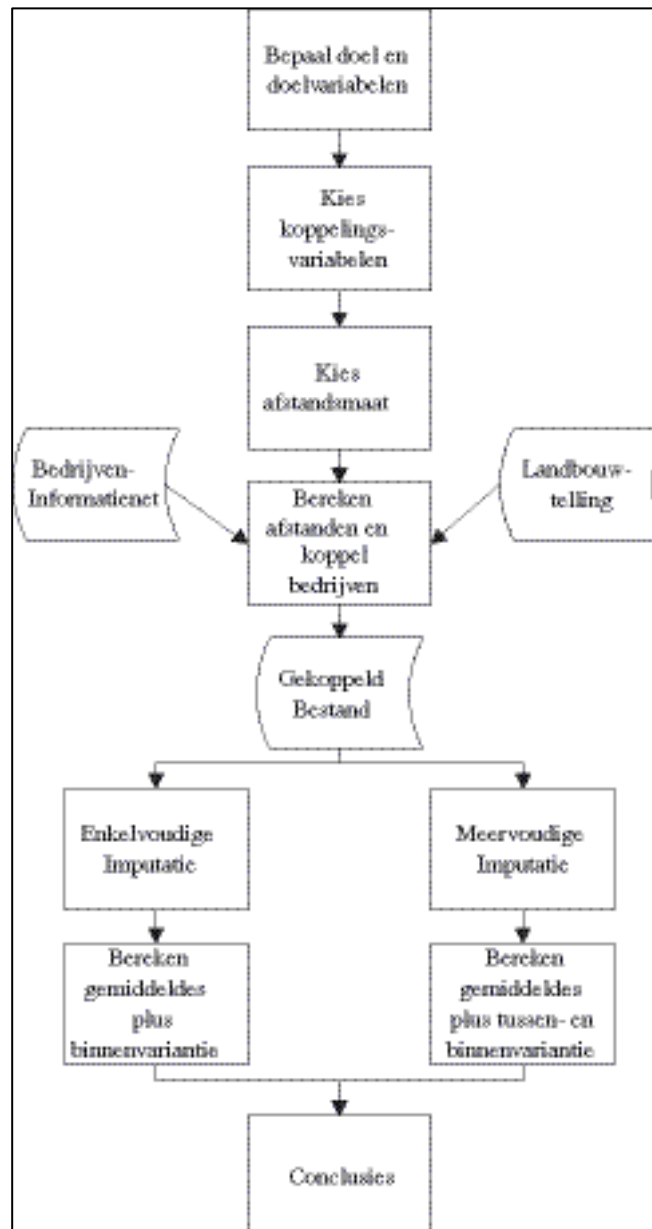 Bepaal doel en
doelvariabelen
Kies
koppelings-
variabelen
Kies
afstandsmaat
Bedrijven-
Informatienet
Landbouw-
telling
Bereken
afstanden en
koppel
bedrijven
Gekoppeld
Bestand
Enkelvoudige
Imputatie
Meervoudige
Imputatie
Bereken
gemiddeldes
plus
binnenvariantie
Bereken
gemiddeldes
plus tussen- en
binnenvariantie
Conclusies